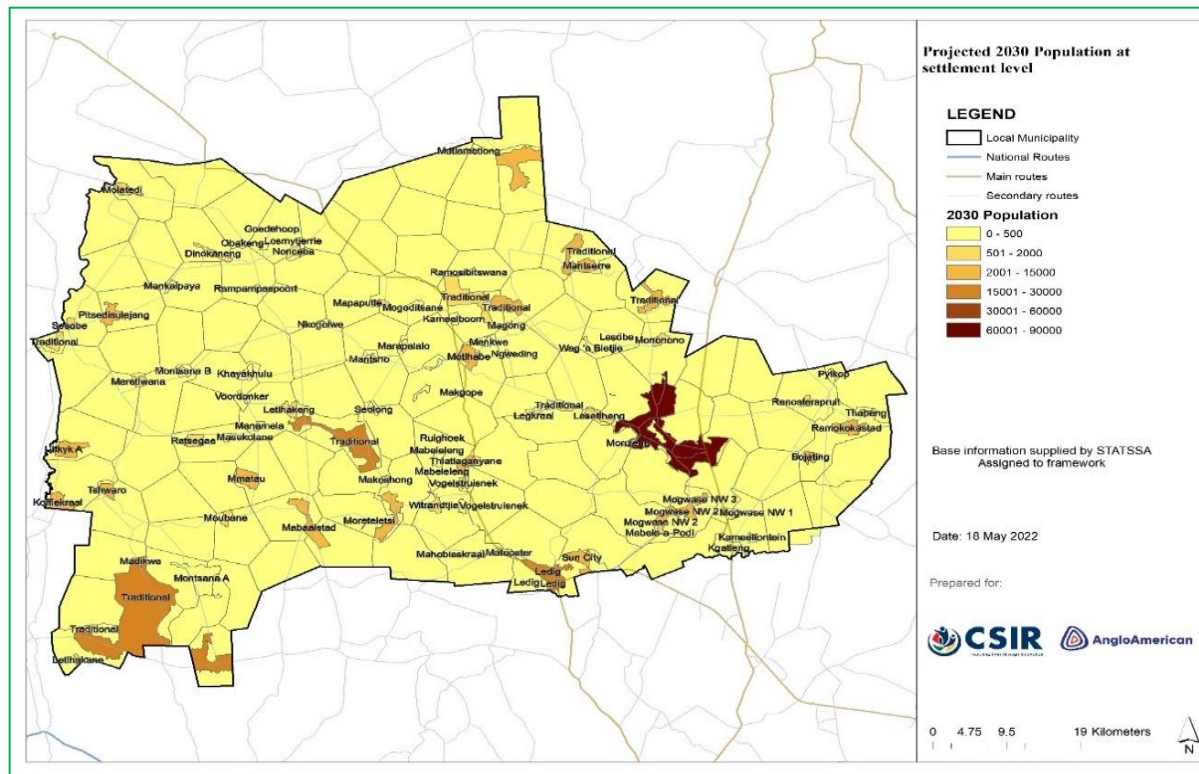 Projected 2030 Population at
settlement level
LEGEND
Local Municipality
National Routes
Main routes
Secondary routes
2030 Population
0 - 500
501 - 2000
2001 - 15000
15001 - 30000
30001 - 60000
60001 - 90000
Base information supplied by STATSSA
Assigned to framework
Date: 18 May 2022
Prepared for:
CSIR
AngloAmerican
0 4.75 9.5 19 Kilometers
N
Molatedi
Goedehoop
Obakeng
Losmytjerrie
Dinokaneng
Nonceba
Traditional
Mantserre
Ramosibitswana
Mankaipaya
Rampampaspoort
Mapaputle
Mogoditsane
Traditional
Traditional
Traditional
Pitsedisulejang
Sesobe
Traditional
Nkogolwe
Kameelboom
Magong
Marapalalo
Mankwe
Lesobe
Mononono
Mantsho
Motlhabe
Ngweding
Wag 'n Bietjie
Montsana B
Khayakhulu
Maretlwana
Pylkop
Voordonker
Makgope
Renosterspruit
Letlhakeng
Seolong
Traditional
Legkraal
Lesetlheng
Thabeng
Manamela
Ramokokastad
Ratsegae
Masekolane
Traditional
Ruighoek
Mabeleleng
Uitkyk A
Tlhatlaganyane
Bojating
Mabeleleng
Mmatau
Makoshong
Vogelstruisnek
Tshwaro
Koffiekraal
Witrandtjie
Vogelstruisnek
Mogwase NW 3
Moubane
Mabaalstad
Moreteletsi
Mogwase NW 2
Mogwase NW 1
Mogwase NW 2
Mabele-a-Podi
Kameelfontein
Kgatleng
Mahobieskraal
Sun City
Madikwe
Montsana A
Ledig
Ledig
Ledig
Traditional
Traditional
Letlhakane